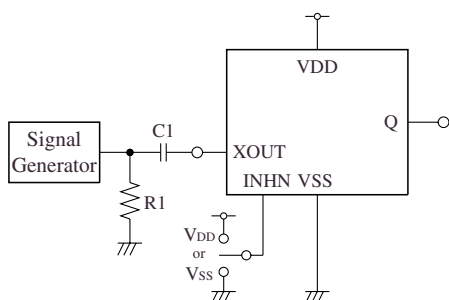 VDD
Signal
Generator
C1
XOUT
Q
INHN VSS
R1
VDD
or
VSS